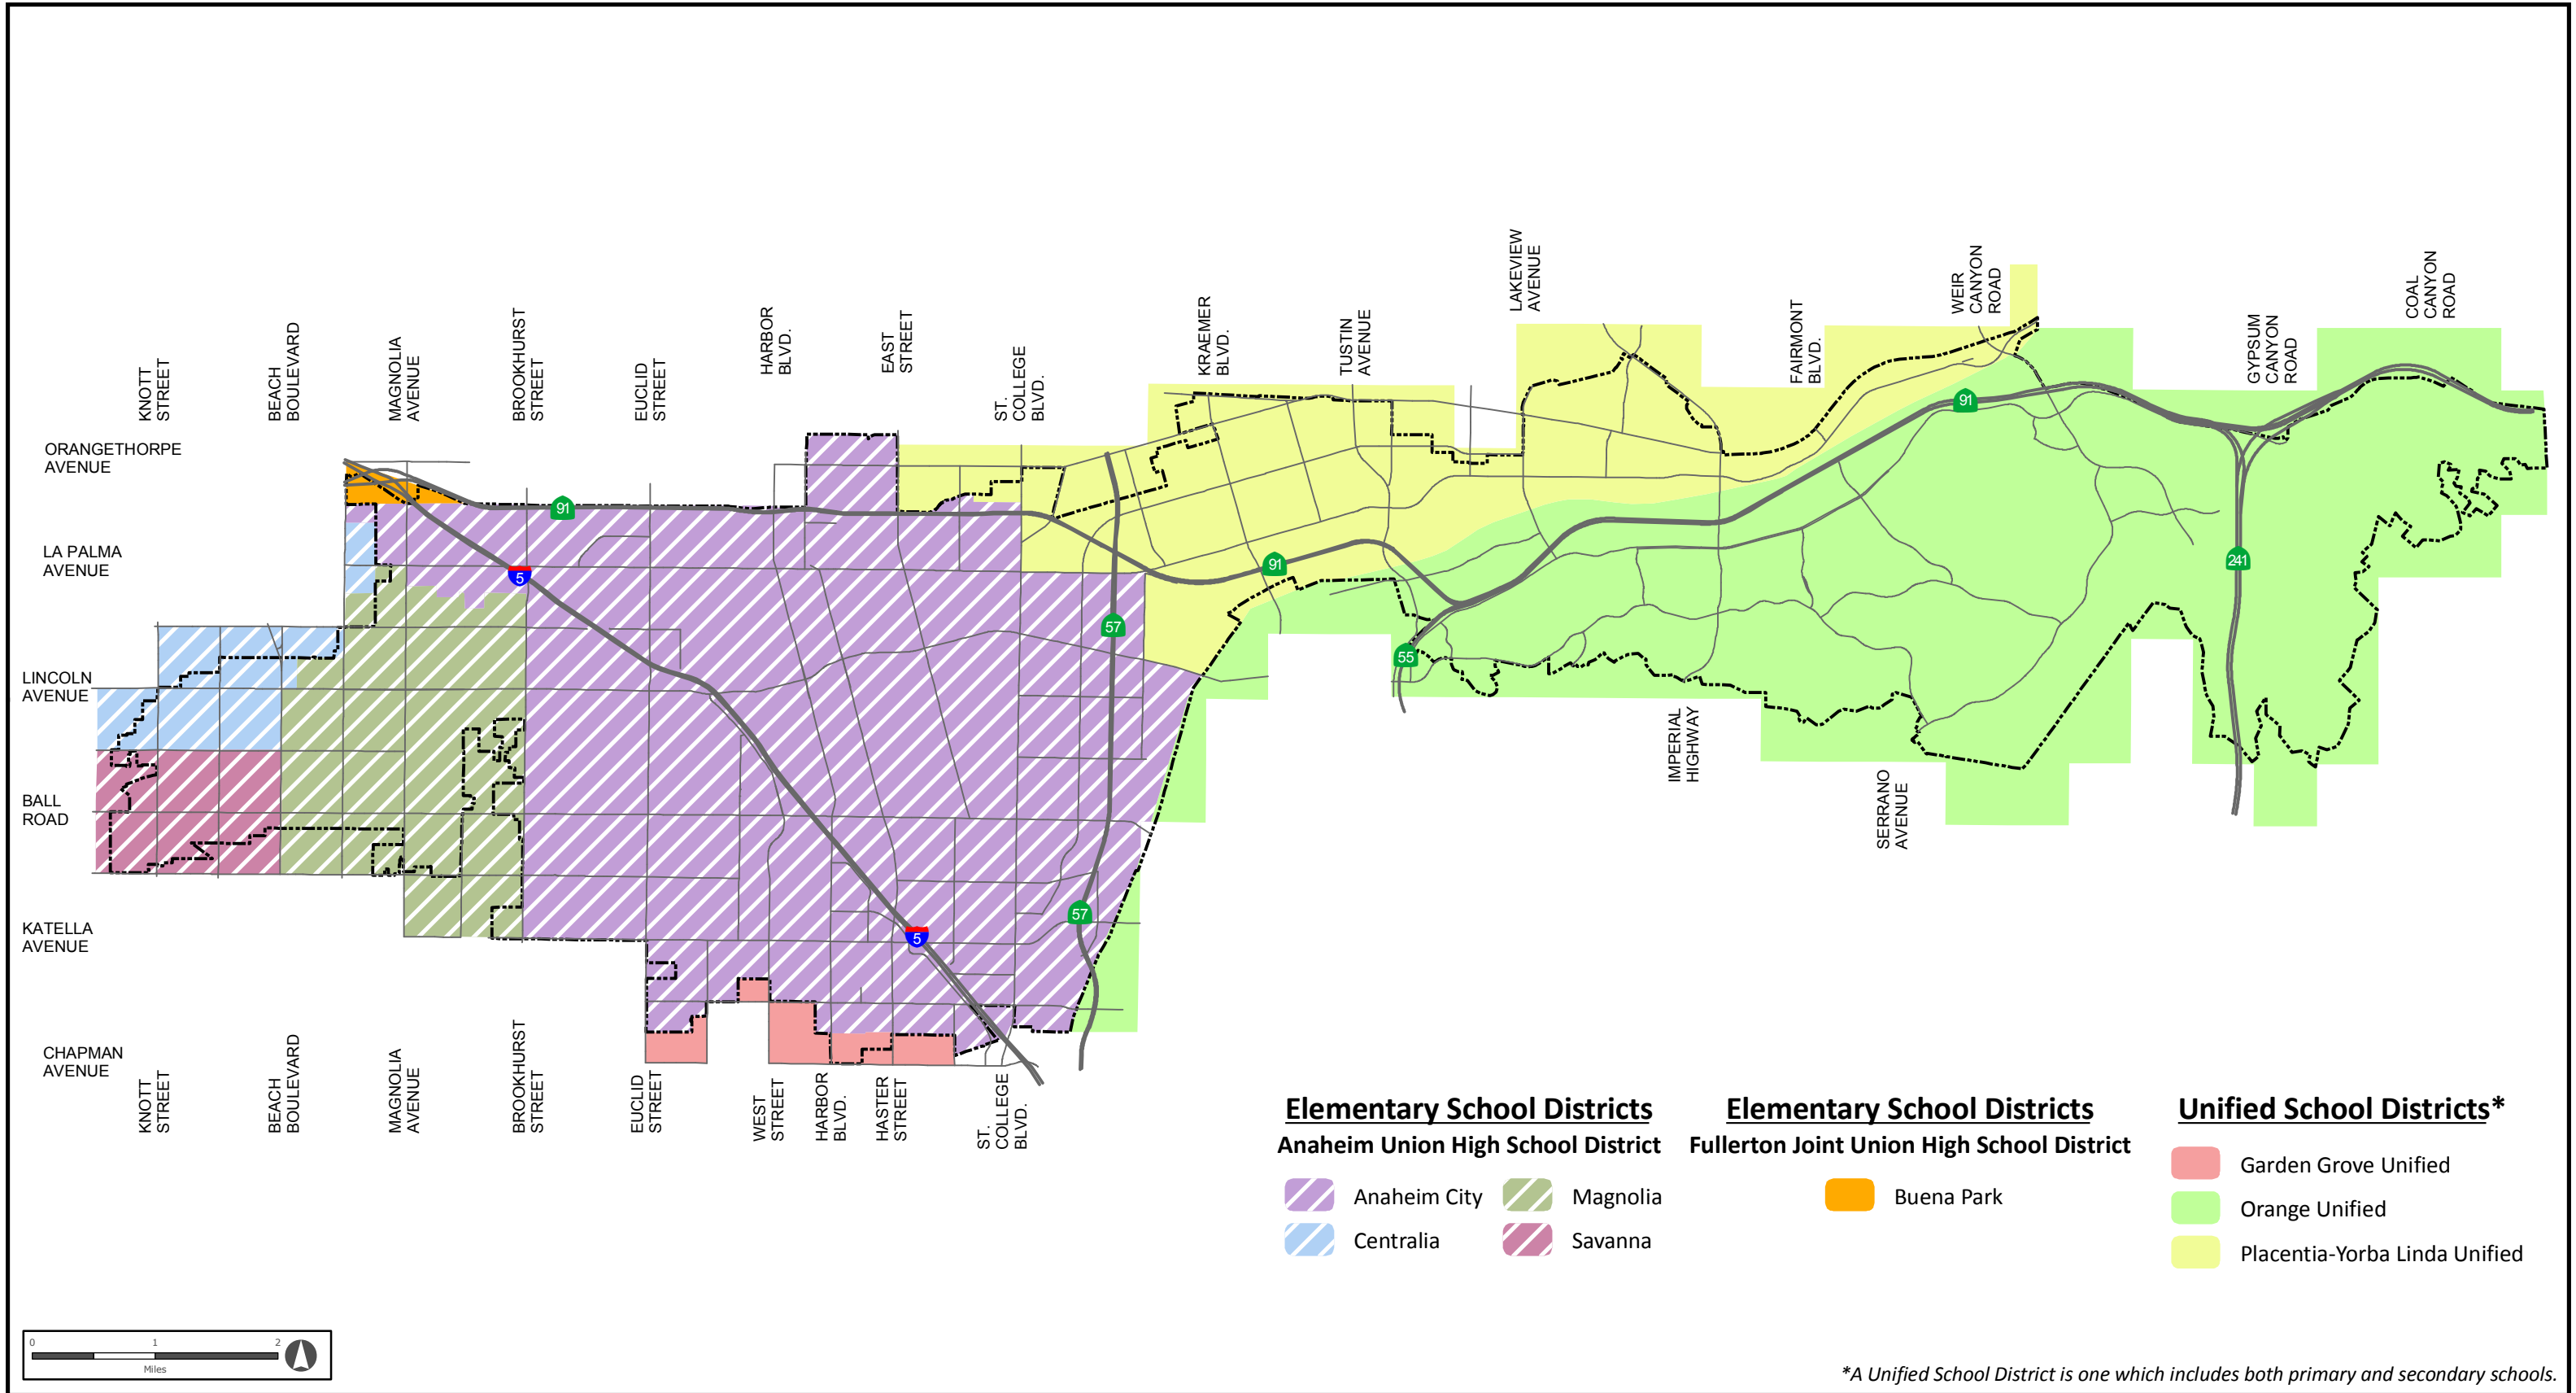 LAKEVIEW
AVENUE
WEIR
CANYON
ROAD
COAL
CANYON
ROAD
KNOTT
STREET
BEACH
BOULEVARD
MAGNOLIA
AVENUE
BROOKHURST
STREET
EUCLID
STREET
HARBOR
BLVD.
EAST
STREET
ST.
COLLEGE
BLVD.
KRAEMER
BLVD.
TUSTIN
AVENUE
FAIRMONT
BLVD.
GYPSUM
CANYON
ROAD
ORANGETHORPE
AVENUE
LA PALMA
AVENUE
LINCOLN
AVENUE
BALL
ROAD
KATELLA
AVENUE
CHAPMAN
AVENUE
91
91
91
5
5
57
57
55
241
IMPERIAL
HIGHWAY
SERRANO
AVENUE
KNOTT
STREET
BEACH
BOULEVARD
MAGNOLIA
AVENUE
BROOKHURST
STREET
EUCLID
STREET
WEST
STREET
HARBOR
BLVD.
HASTER
STREET
ST.
COLLEGE
BLVD.
Elementary School Districts
Anaheim Union High School District
Anaheim City
Magnolia
Centralia
Savanna
Elementary School Districts
Fullerton Joint Union High School District
Buena Park
Unified School Districts*
Garden Grove Unified
Orange Unified
Placentia-Yorba Linda Unified
0 1 2
Miles
*A Unified School District is one which includes both primary and secondary schools.